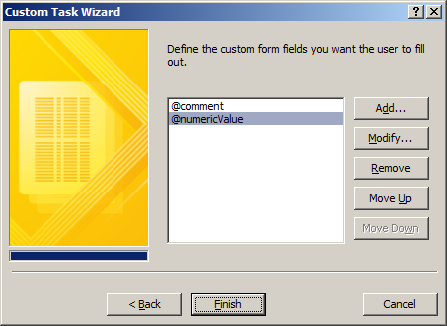 Custom Task Wizard
?
Define the custom form fields you want the user to fill
out.
@comment
@numericValue
Add...
Modify...
Remove
Move Up
Move Down
< Back
Finish
Cancel